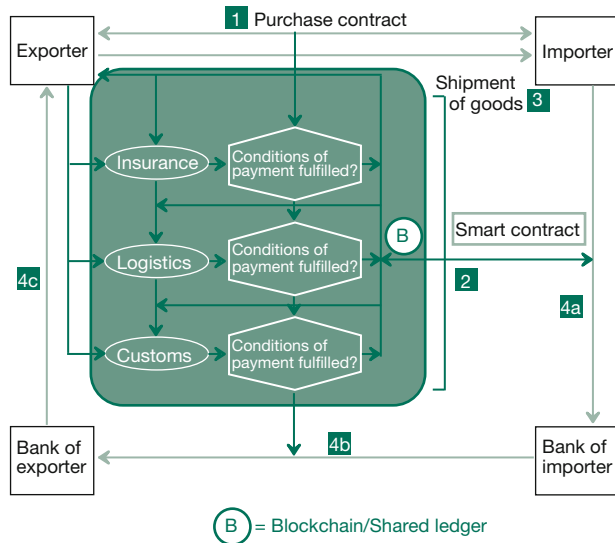 1 Purchase contract
Exporter
Importer
Shipment
of goods 3
Insurance
Conditions of
payment fulfilled?
B
Smart contract
Logistics
Conditions of
payment fulfilled?
2
4c
4a
Customs
Conditions of
payment fulfilled?
Bank of
exporter
4b
Bank of
importer
B = Blockchain/Shared ledger